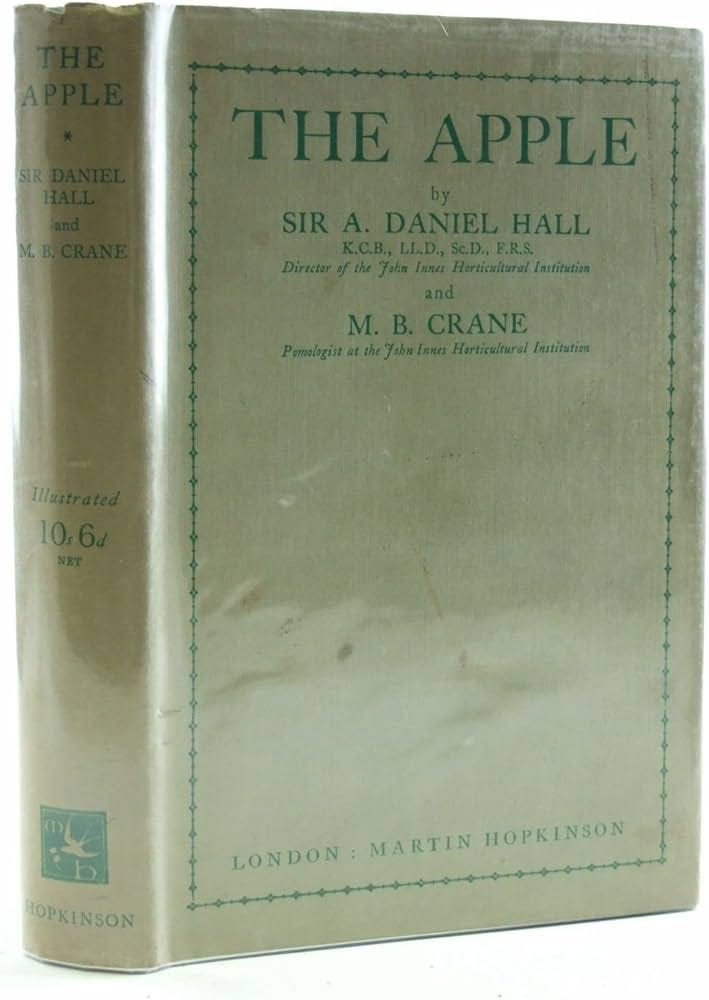 THE
APPLE
*
SIR DANIEL
HALL
and
M. B. CRANE
Illustrated
10s 6d
NET
m
h
HOPKINSON
THE APPLE
by
SIR A. DANIEL HALL
K.C.B., LL.D., Sc.D., F.R.S.
Director of the John Innes Horticultural Institution
and
M. B. CRANE
Pomologist at the John Innes Horticultural Institution
LONDON : MARTIN HOPKINSON